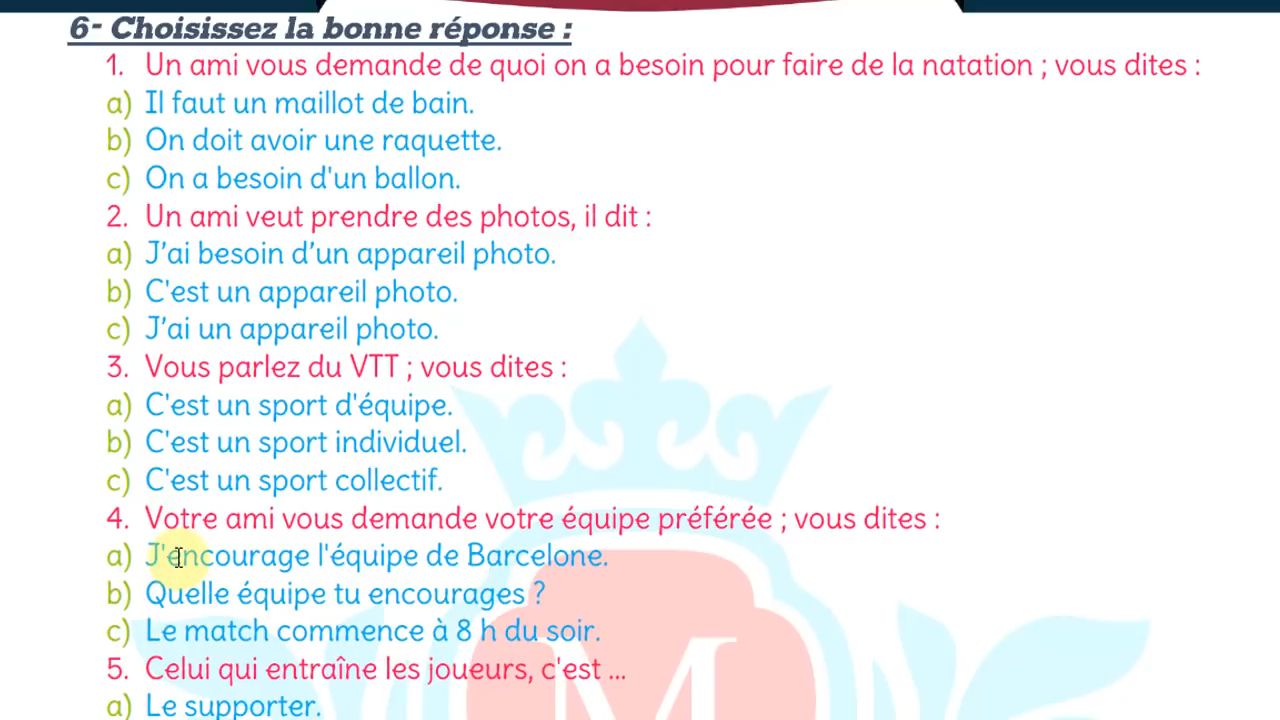 6- Choisissez la bonne réponse :
1. Un ami vous demande de quoi on a besoin pour faire de la natation ; vous dites :
a) Il faut un maillot de bain.
b) On doit avoir une raquette.
c) On a besoin d'un ballon.
2. Un ami veut prendre des photos, il dit :
a) J’ai besoin d’un appareil photo.
b) C'est un appareil photo.
c) J’ai un appareil photo.
3. Vous parlez du VTT ; vous dites :
a) C'est un sport d'équipe.
b) C'est un sport individuel.
c) C'est un sport collectif.
4. Votre ami vous demande votre équipe préférée ; vous dites :
a) J'encourage l'équipe de Barcelone.
b) Quelle équipe tu encourages ?
c) Le match commence à 8 h du soir.
5. Celui qui entraîne les joueurs, c'est ...
a) Le supporter.
M